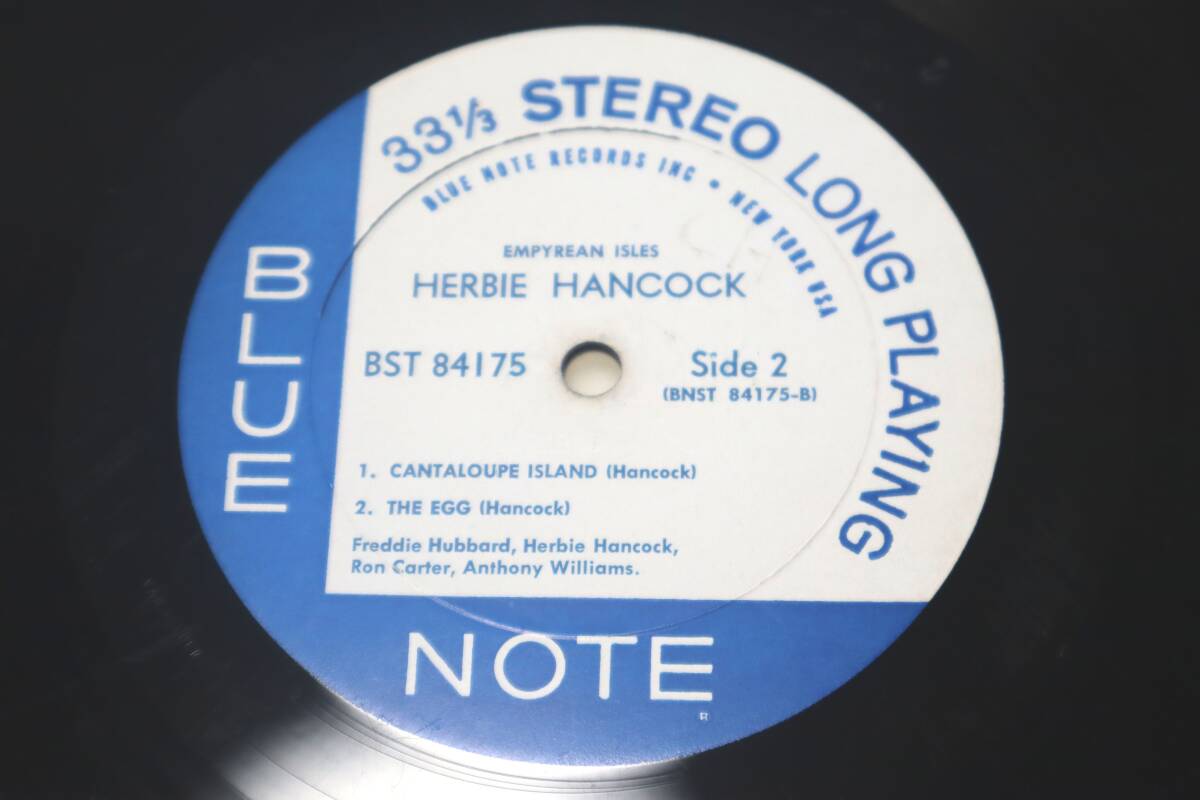 33 1/3 STEREO LONG PLAYING
BLUE NOTE RECORDS INC • NEW YORK USA
EMPYREAN ISLES
HERBIE HANCOCK
BST 84175
Side 2
(BNST 84175-B)
1. CANTALOUPE ISLAND (Hancock)
2. THE EGG (Hancock)
Freddie Hubbard, Herbie Hancock,
Ron Carter, Anthony Williams.
BLUE
NOTE
®